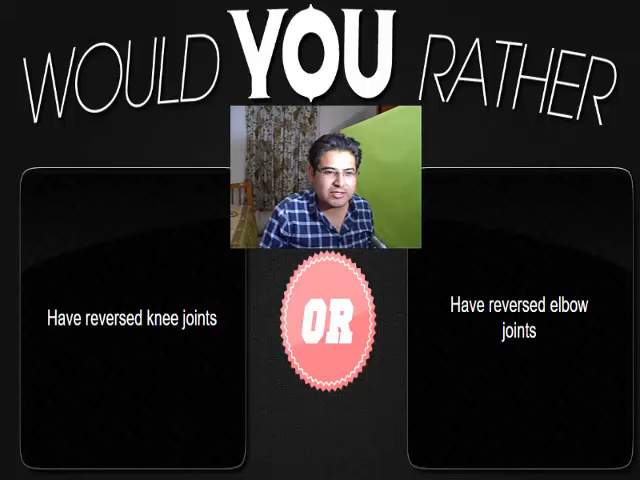 WOULD YOU RATHER
Have reversed knee joints
OR
Have reversed elbow
joints